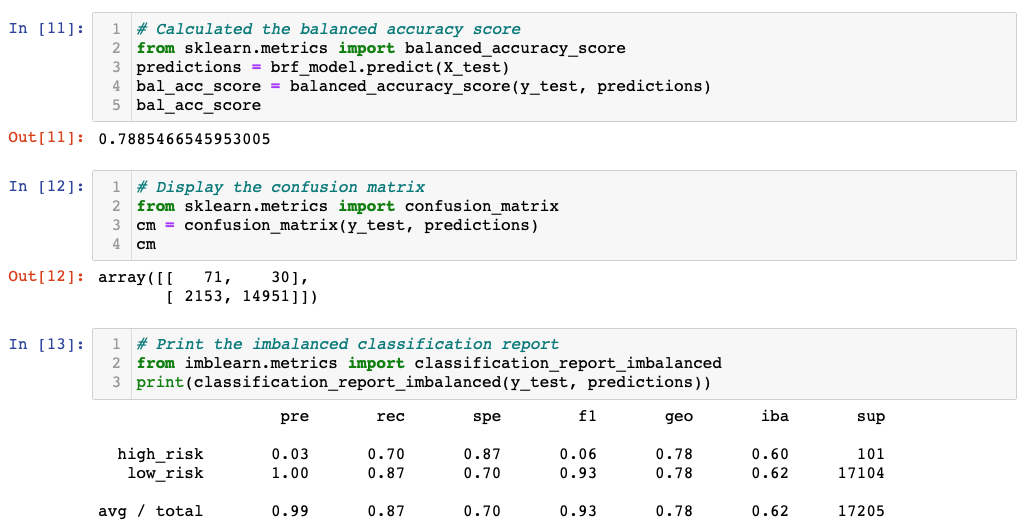 In [11]:
1 # Calculated the balanced accuracy score
2 from sklearn.metrics import balanced_accuracy_score
3 predictions = brf_model.predict(X_test)
4 bal_acc_score = balanced_accuracy_score(y_test, predictions)
5 bal_acc_score
Out[11]: 0.7885466545953005
In [12]:
1 # Display the confusion matrix
2 from sklearn.metrics import confusion_matrix
3 cm = confusion_matrix(y_test, predictions)
4 cm
Out[12]: array([[   71,    30],
       [ 2153, 14951]])
In [13]:
1 # Print the imbalanced classification report
2 from imblearn.metrics import classification_report_imbalanced
3 print(classification_report_imbalanced(y_test, predictions))
pre rec spe f1 geo iba sup
high_risk 0.03 0.70 0.87 0.06 0.78 0.60 101
low_risk 1.00 0.87 0.70 0.93 0.78 0.62 17104
avg / total 0.99 0.87 0.70 0.93 0.78 0.62 17205